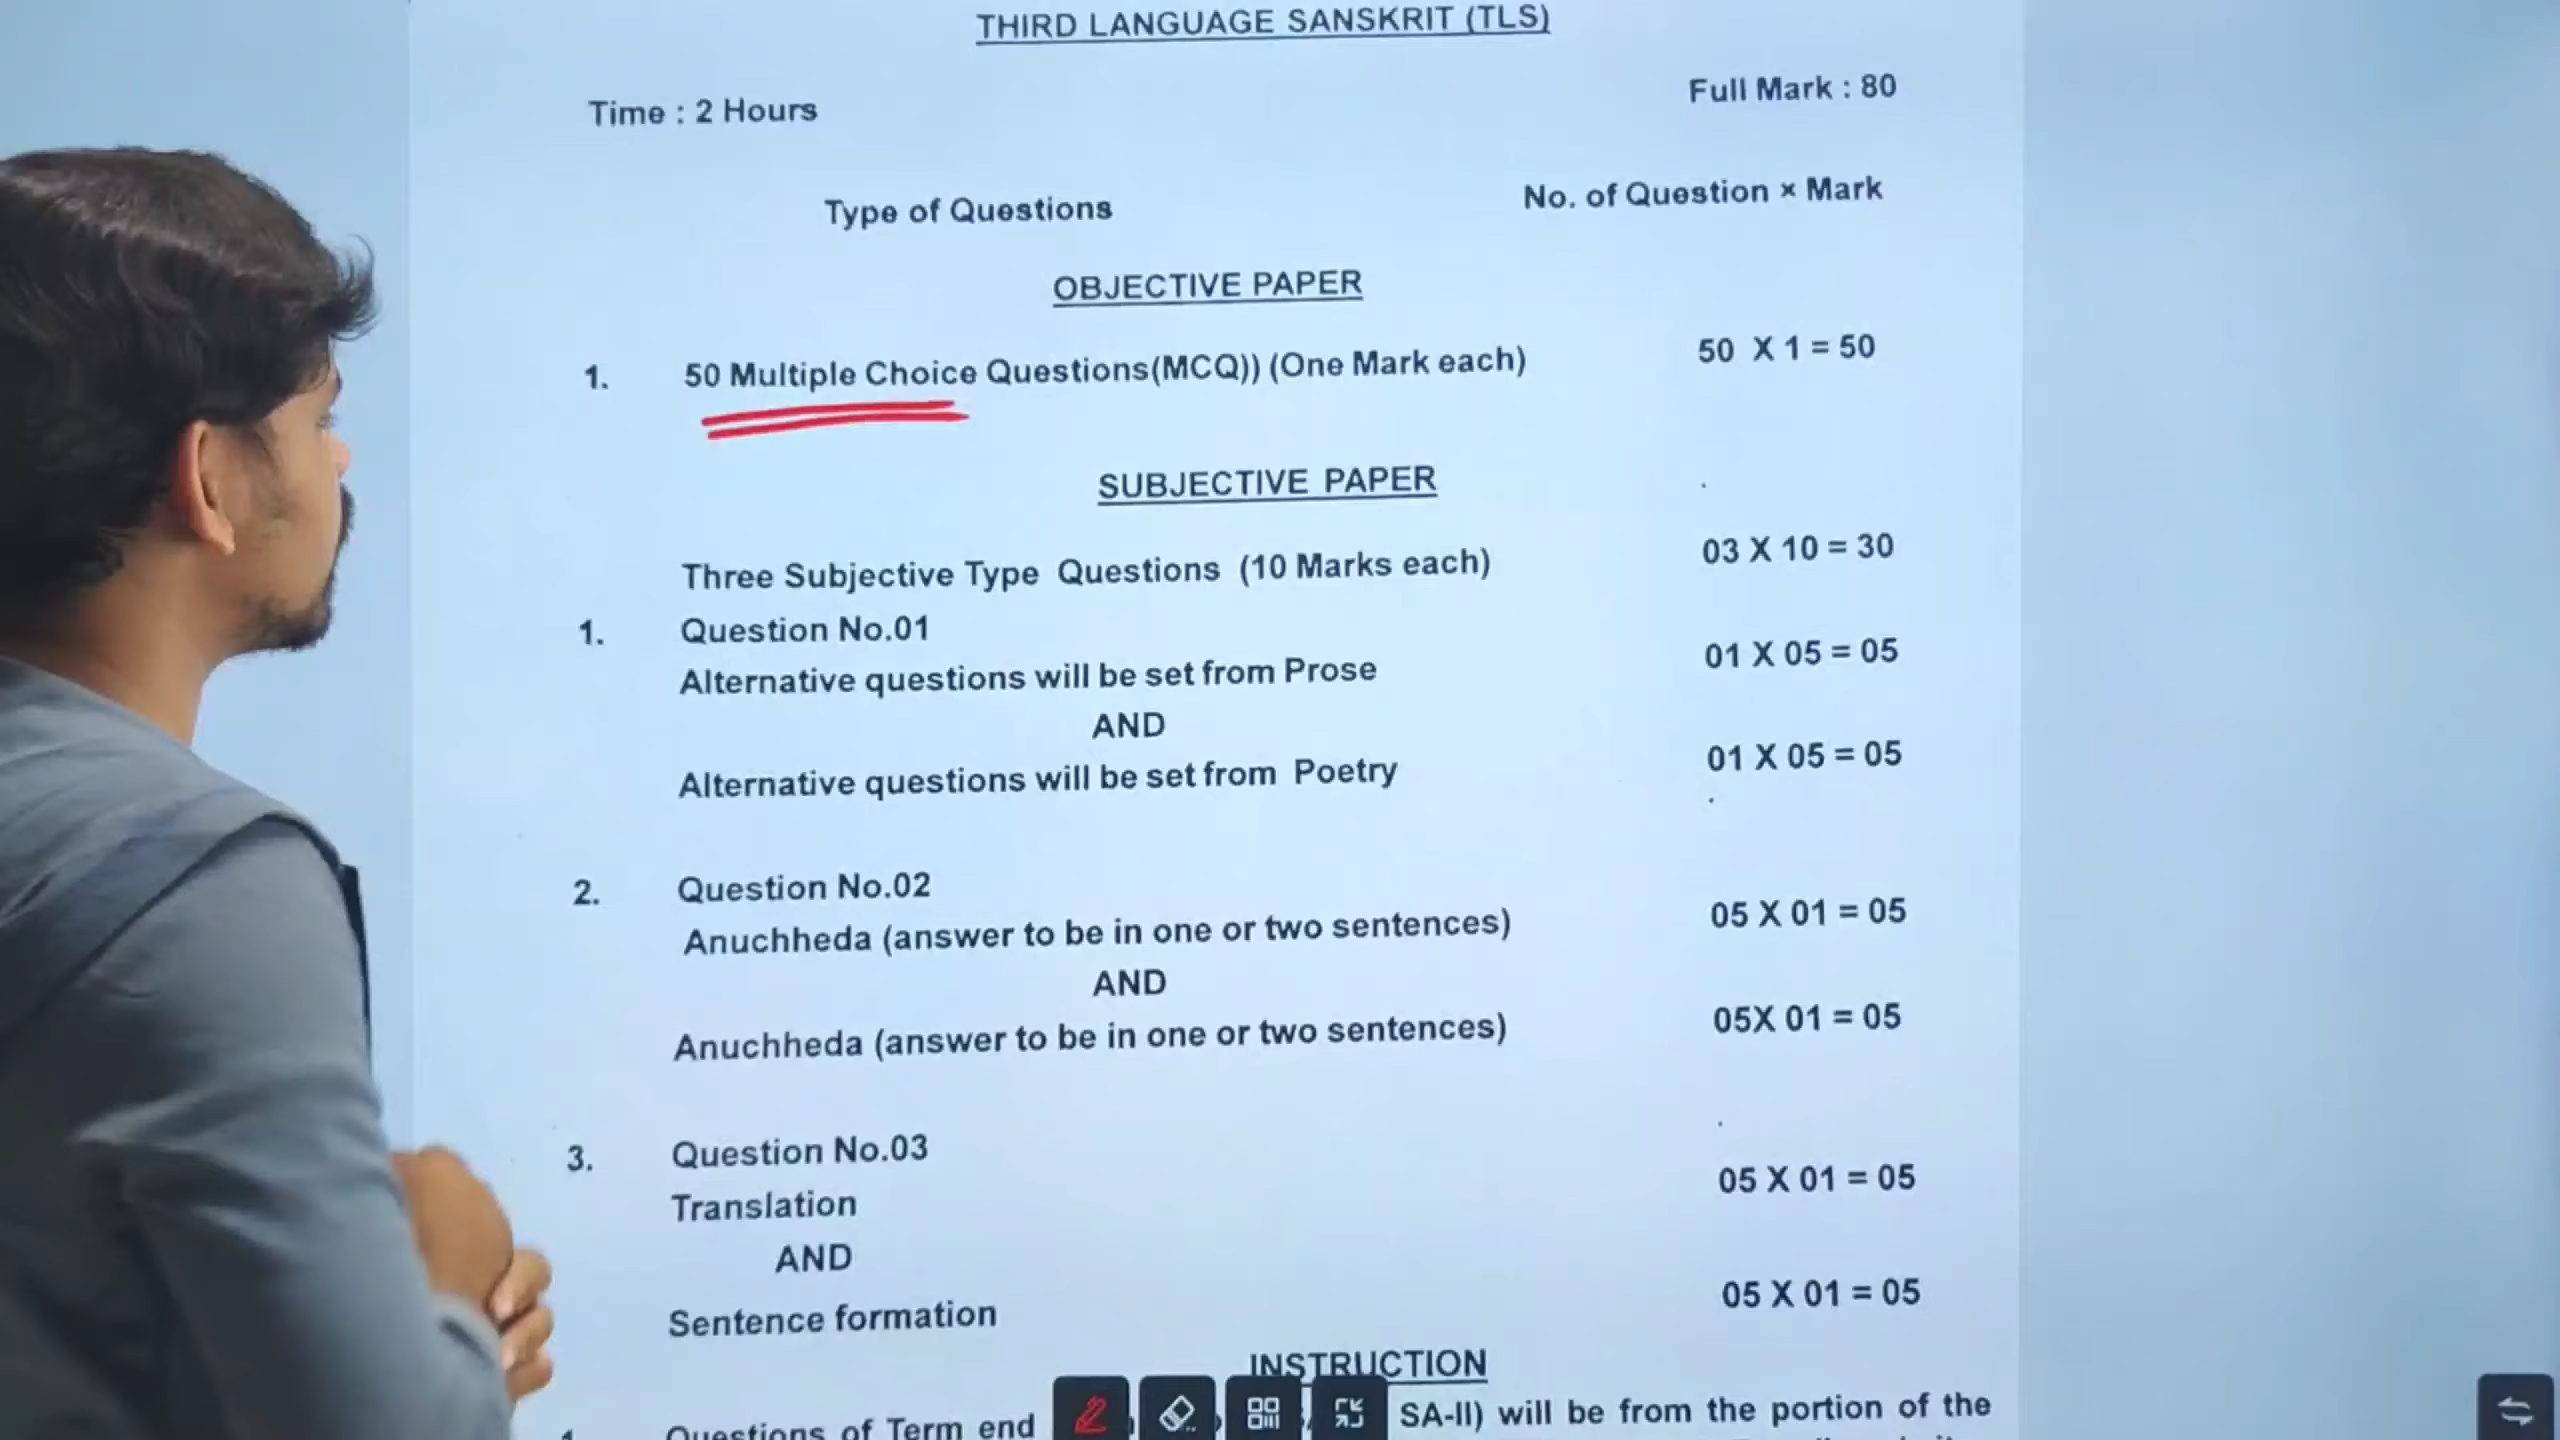 THIRD LANGUAGE SANSKRIT (TLS)
Time : 2 Hours
Full Mark : 80
Type of Questions
No. of Question × Mark
OBJECTIVE PAPER
1. 50 Multiple Choice Questions(MCQ)) (One Mark each) 50 X 1 = 50
SUBJECTIVE PAPER
Three Subjective Type Questions (10 Marks each) 03 X 10 = 30
1. Question No.01
Alternative questions will be set from Prose 01 X 05 = 05
AND
Alternative questions will be set from Poetry 01 X 05 = 05
2. Question No.02
Anuchheda (answer to be in one or two sentences) 05 X 01 = 05
AND
Anuchheda (answer to be in one or two sentences) 05X 01 = 05
3. Question No.03
Translation 05 X 01 = 05
AND
Sentence formation 05 X 01 = 05
INSTRUCTION
Questions of Term end SA-II) will be from the portion of the